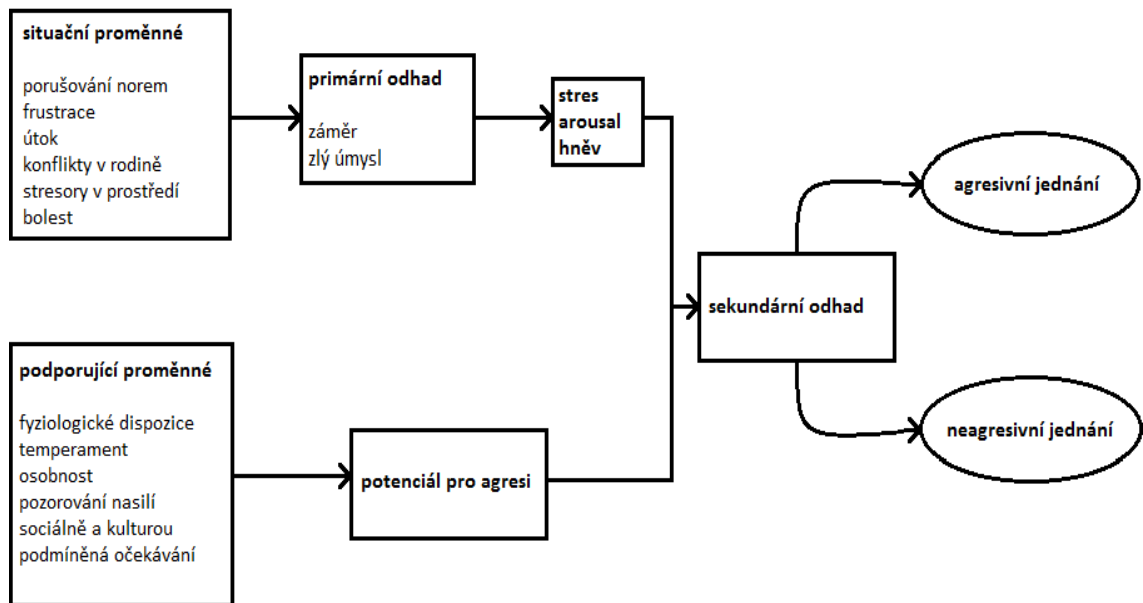 situační proměnné
porušování norem
frustrace
útok
konflikty v rodině
stresory v prostředí
bolest
primární odhad
záměr
zlý úmysl
stres
arousal
hněv
agresivní jednání
sekundární odhad
podporující proměnné
fyziologické dispozice
temperament
osobnost
pozorování nasilí
sociálně a kulturou
podmíněná očekávání
potenciál pro agresi
neagresivní jednání